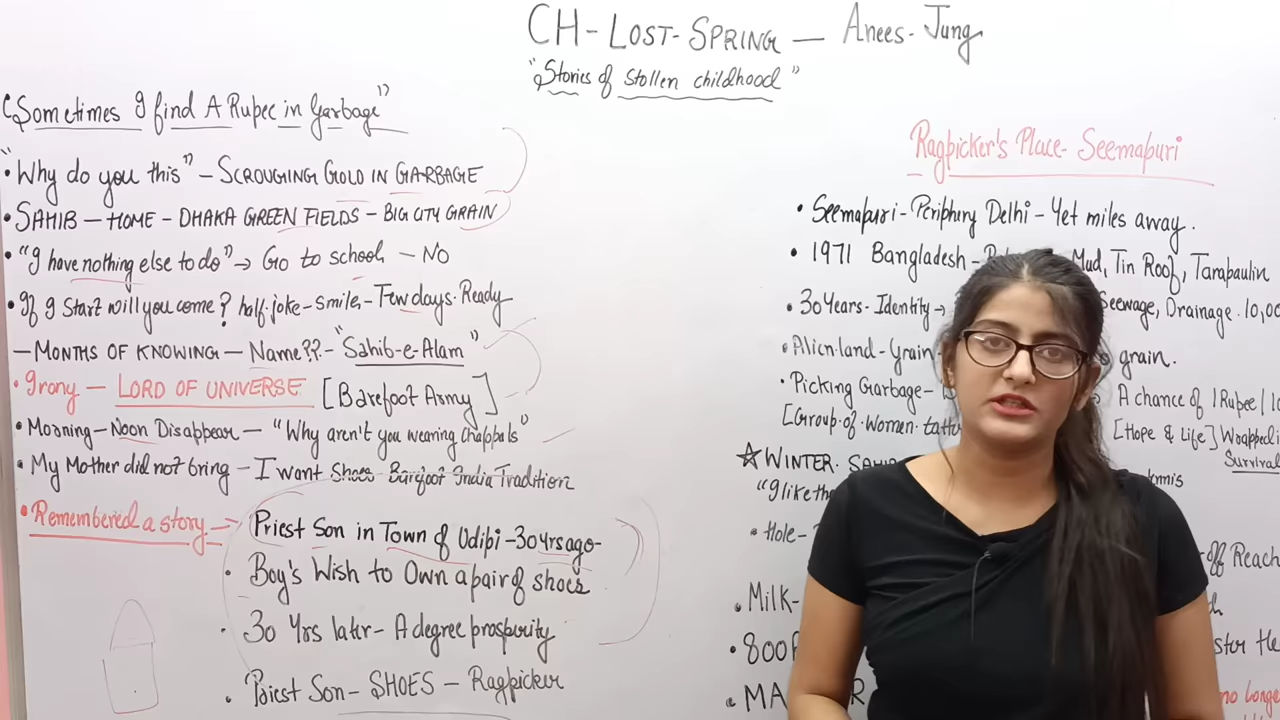 CH - LOST - SPRING — Anees - Jung
"Stories of Stollen childhood"
"Sometimes I find A Rupee in Garbage"
"Why do you this" - SCROUGING GOLD IN GARBAGE
SAHIB - HOME - DHAKA GREEN FIELDS - BIG CITY GRAIN
"I have nothing else to do" → Go to school - NO
If I Start will you come? half-joke - smile - Few days. Ready
- MONTHS OF KNOWING - Name?? - "Sahib-e-Alam"
Irony - LORD OF UNIVERSE [Barefoot Army]
Morning - Noon Disappear - "Why aren't you wearing Chappals"
My Mother did not bring - I want Shoes Barefoot India Tradition
Remembered a story → Priest Son in Town of Udipi - 30 yrs ago -
Boy's Wish to Own a pair of shoes
30 Yrs later - A degree prosperity
Priest Son - SHOES - Ragpicker
Ragpicker's Place - Seemapuri
Seemapuri - Periphery Delhi - Yet miles away.
1971 Bangladesh - Mud, Tin Roof, Tarapaulin
30 Years - Identity → Sewage, Drainage. 10,00
Alien land - Grain grain.
Picking Garbage - A chance of 1 Rupee | 10
[Group of Women [Hope & Life] Wrapped in
WINTER Survival
"I like the
Hole - off Reach
Milk -
800
no longe